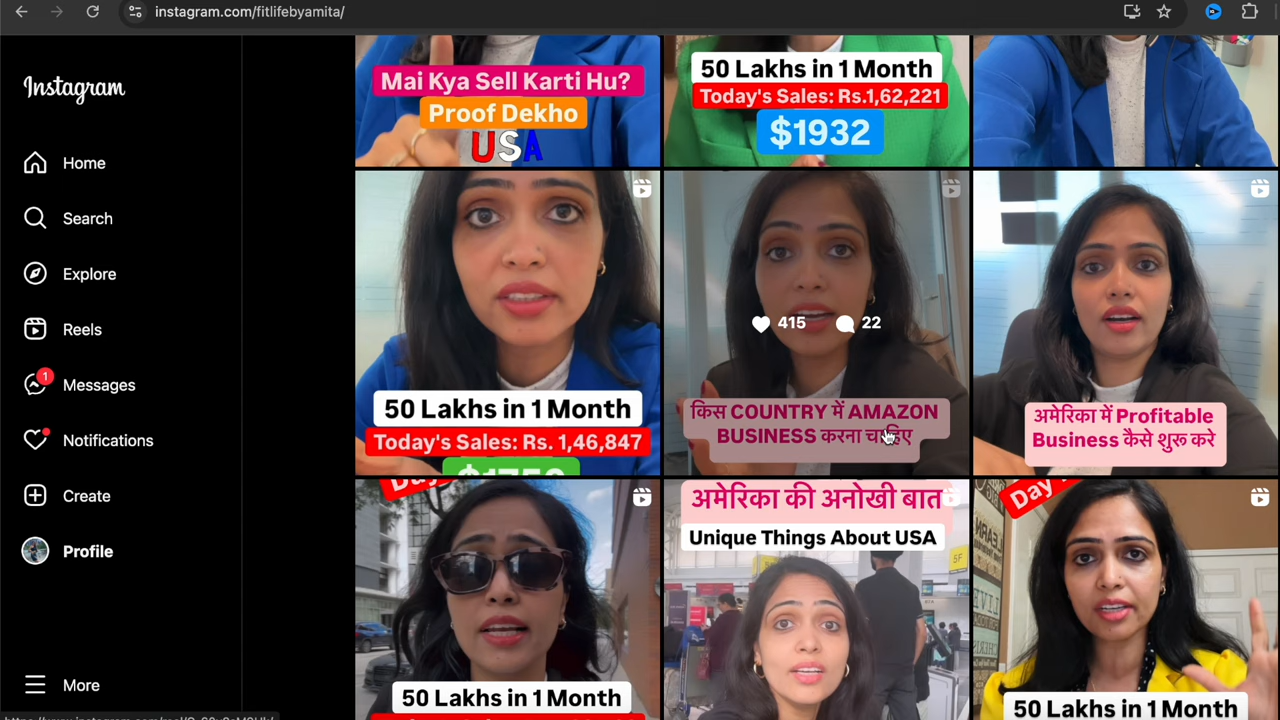 instagram.com/fitlifebyamita/
Instagram
Home
Search
Explore
Reels
1
Messages
Notifications
Create
Profile
More
Mai Kya Sell Karti Hu?
Proof Dekho
USA
50 Lakhs in 1 Month
Today's Sales: Rs.1,62,221
$1932
50 Lakhs in 1 Month
Today's Sales: Rs. 1,46,847
415
22
किस COUNTRY में AMAZON
BUSINESS करना चाहिए
अमेरिका में Profitable
Business कैसे शुरू करे
50 Lakhs in 1 Month
अमेरिका की अनोखी बात
Unique Things About USA
5F
Day
LEARN
LIVE
50 Lakhs in 1 Month